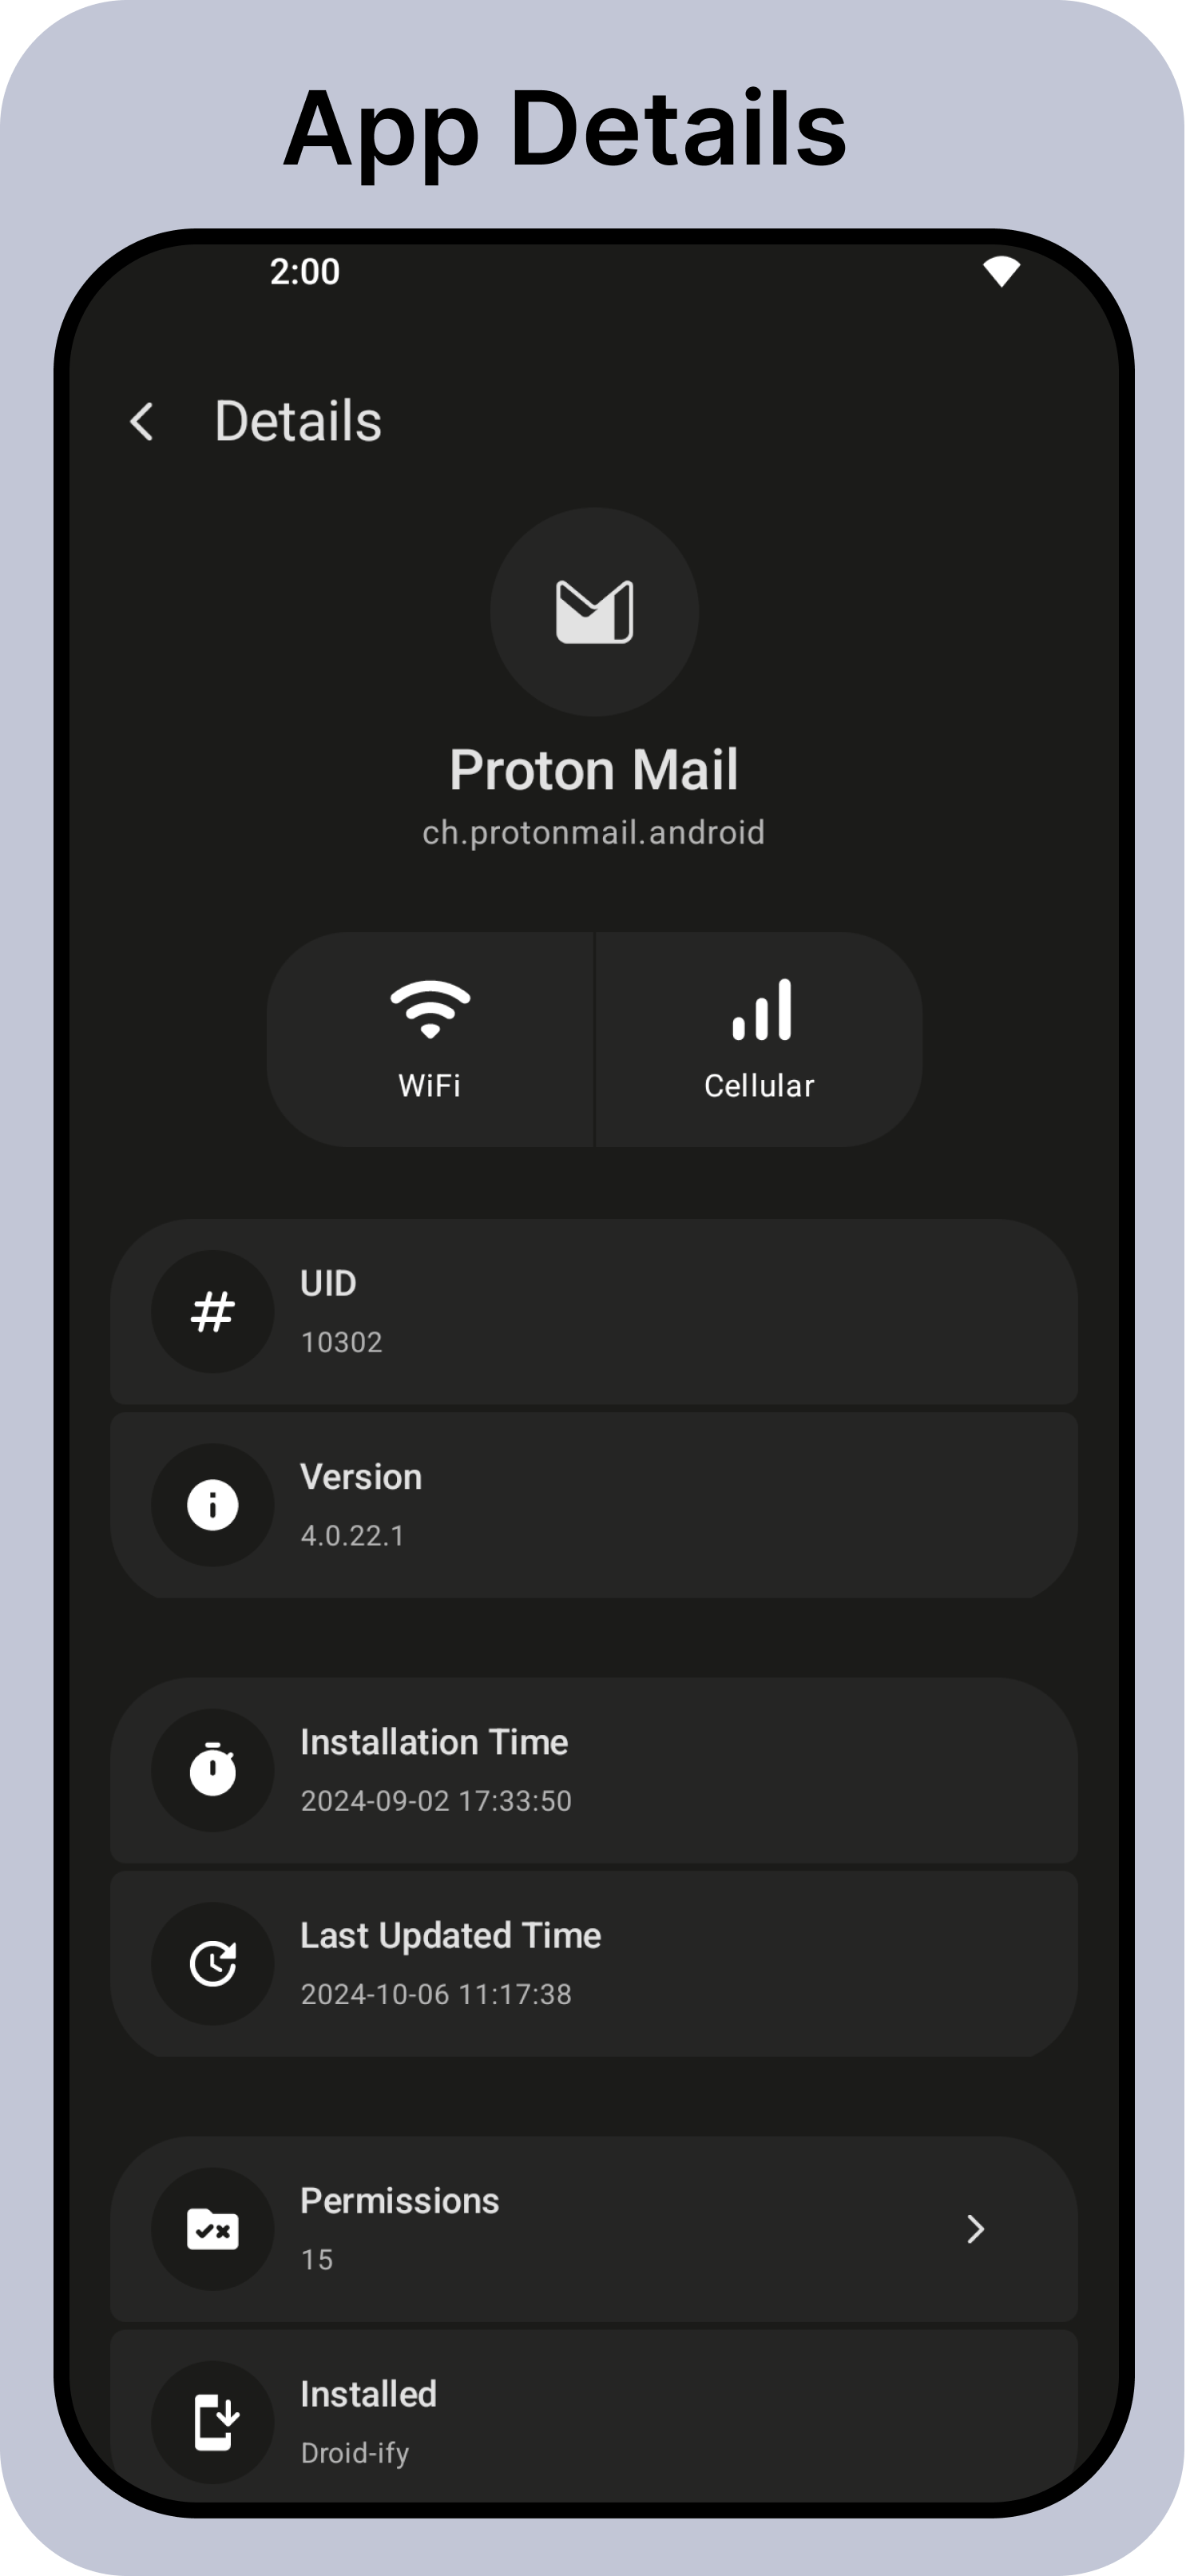 App Details
2:00
Details
Proton Mail
ch.protonmail.android
WiFi
Cellular
UID
10302
Version
4.0.22.1
Installation Time
2024-09-02 17:33:50
Last Updated Time
2024-10-06 11:17:38
Permissions
15
Installed
Droid-ify